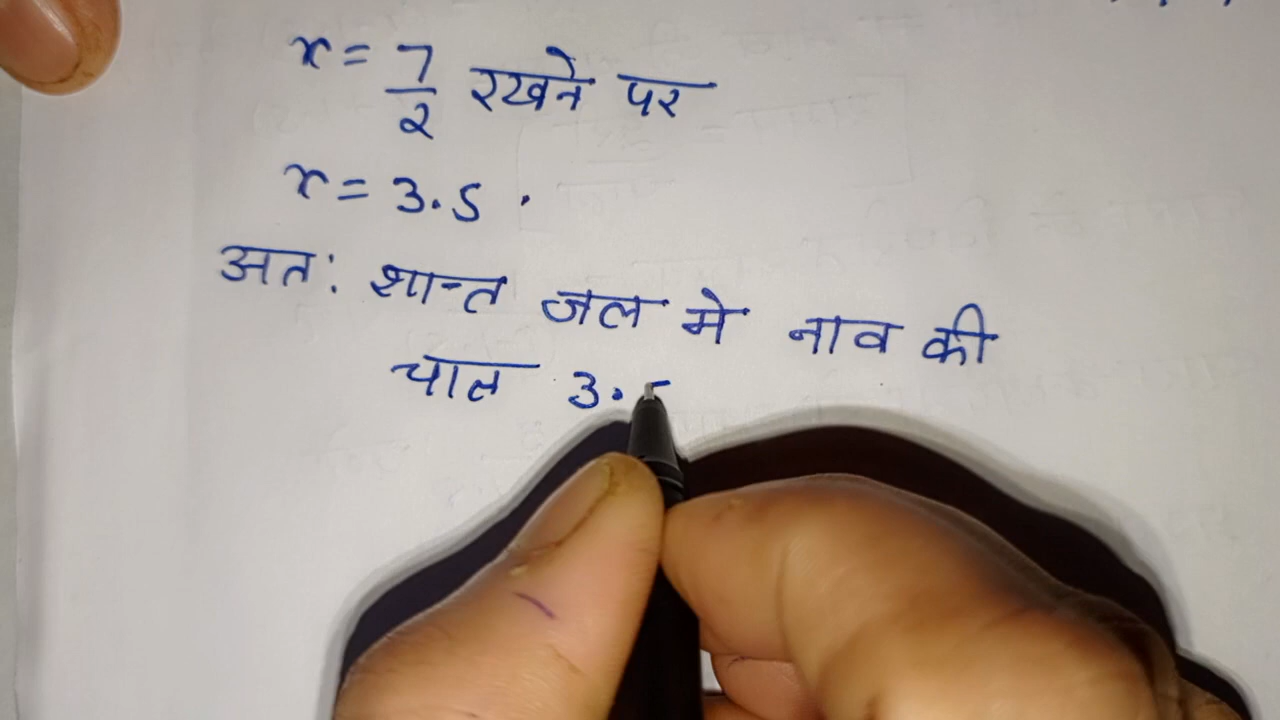 x = 7/2 रखने पर
x = 3.5 .
अत: शान्त जल मे नाव की
चाल 3.